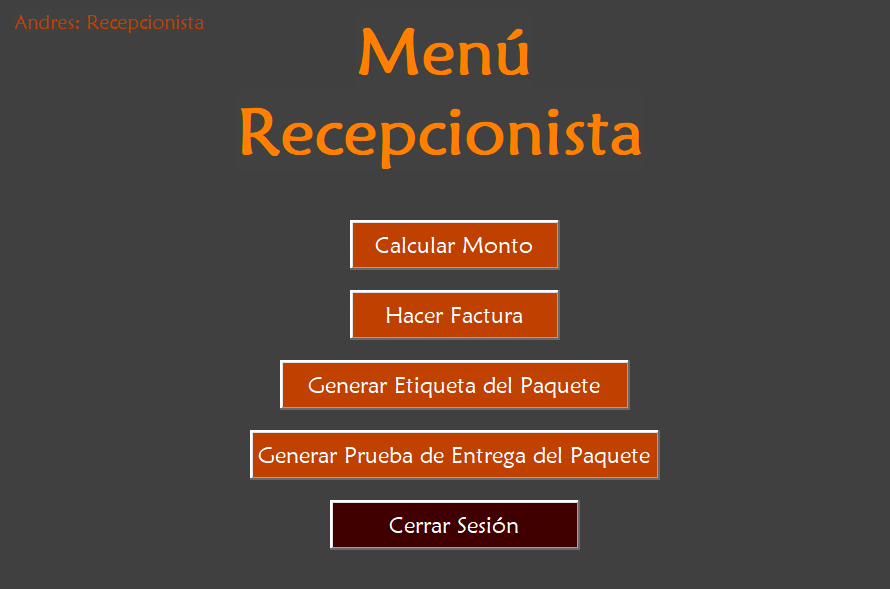 Andres: Recepcionista
Menú
Recepcionista
Calcular Monto
Hacer Factura
Generar Etiqueta del Paquete
Generar Prueba de Entrega del Paquete
Cerrar Sesión